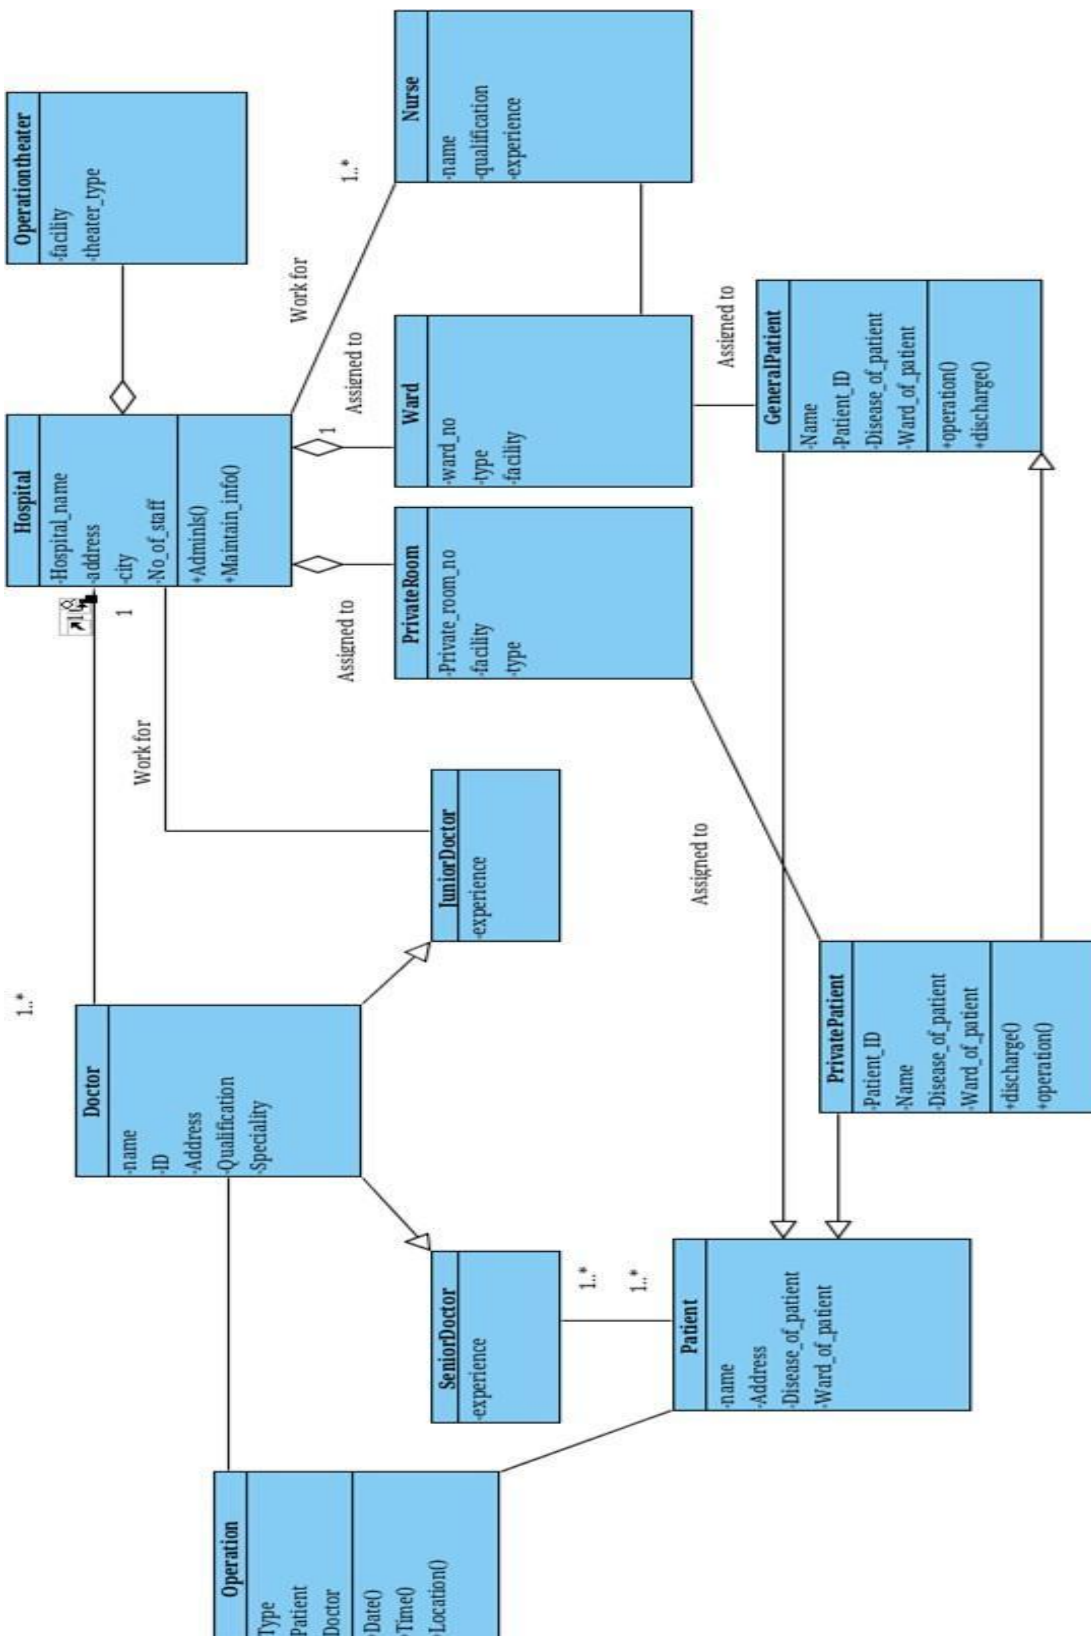 Operation
Type
Patient
Doctor
+Date()
+Time()
+Location()
Doctor
-name
-ID
-Address
-Qualification
-Speciality
1..*
Work for
1
Hospital
-Hospital_name
-address
-city
-No_of_staff
+AdminIs()
+Maintain_info()
Operationtheater
-facility
-theater_type
SeniorDoctor
-experience
JuniorDoctor
-experience
Assigned to
PrivateRoom
-Private_room_no
-facility
-type
1
Assigned to
Ward
-ward_no
-type
-facility
Work for
1..*
Nurse
-name
-qualification
-experience
1..*
1..*
Patient
-name
-Address
-Disease_of_patient
-Ward_of_patient
Assigned to
PrivatePatient
-Patient_ID
-Name
-Disease_of_patient
-Ward_of_patient
+discharge()
+operation()
Assigned to
GeneralPatient
-Name
-Patient_ID
-Disease_of_patient
-Ward_of_patient
+operation()
+discharge()